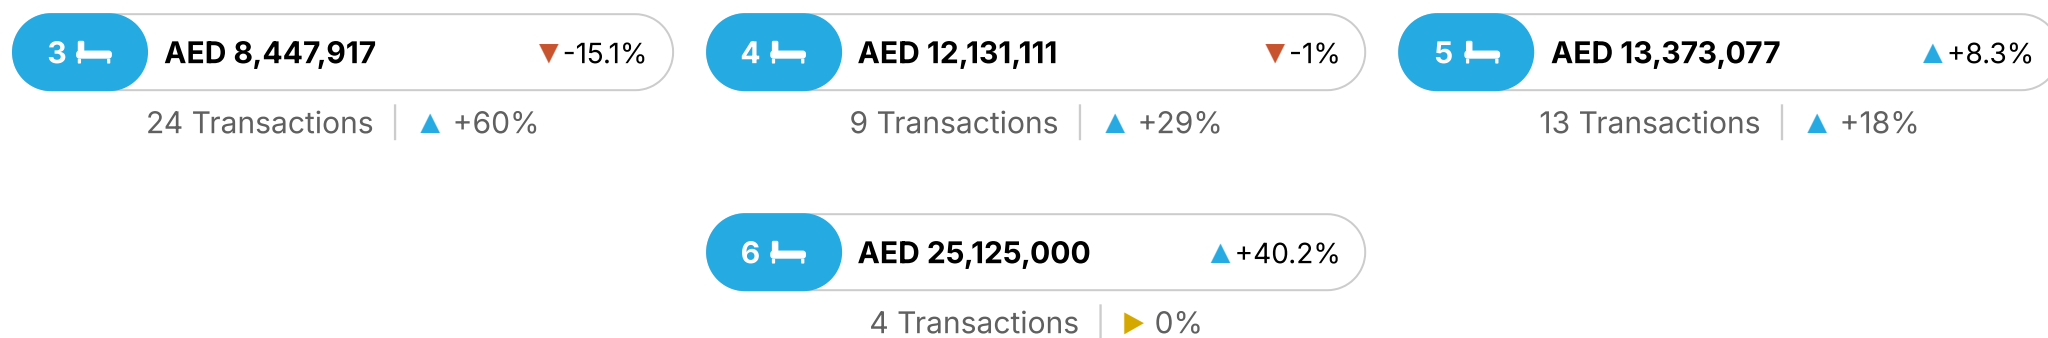 3 AED 8,447,917 ▼-15.1%
24 Transactions | ▲ +60%
4 AED 12,131,111 ▼-1%
9 Transactions | ▲ +29%
5 AED 13,373,077 ▲+8.3%
13 Transactions | ▲ +18%
6 AED 25,125,000 ▲+40.2%
4 Transactions | ▶ 0%